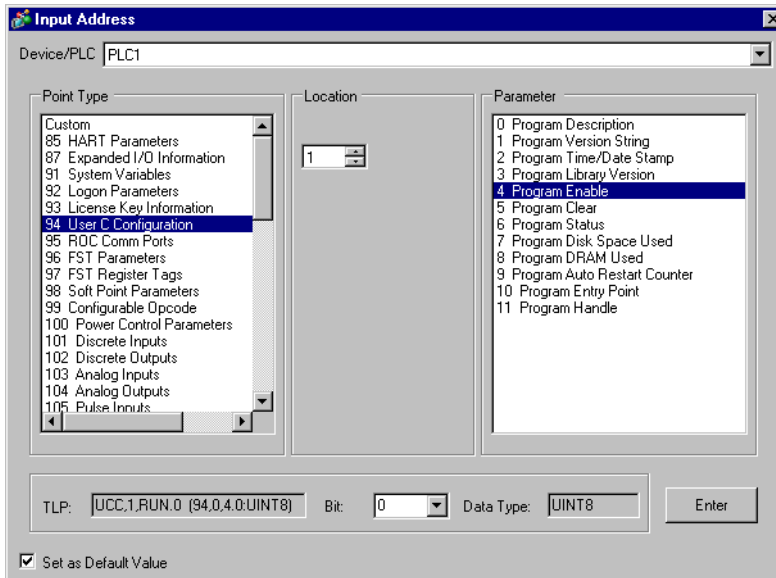 Input Address
Device/PLC PLC1
Point Type
Custom
85 HART Parameters
87 Expanded I/O Information
91 System Variables
92 Logon Parameters
93 License Key Information
94 User C Configuration
95 ROC Comm Ports
96 FST Parameters
97 FST Register Tags
98 Soft Point Parameters
99 Configurable Opcode
100 Power Control Parameters
101 Discrete Inputs
102 Discrete Outputs
103 Analog Inputs
104 Analog Outputs
105 Pulse Inputs
Location
1
Parameter
0 Program Description
1 Program Version String
2 Program Time/Date Stamp
3 Program Library Version
4 Program Enable
5 Program Clear
6 Program Status
7 Program Disk Space Used
8 Program DRAM Used
9 Program Auto Restart Counter
10 Program Entry Point
11 Program Handle
TLP: UCC,1,RUN.0 (94,0,4.0:UINT8) Bit: 0 Data Type: UINT8 Enter
Set as Default Value